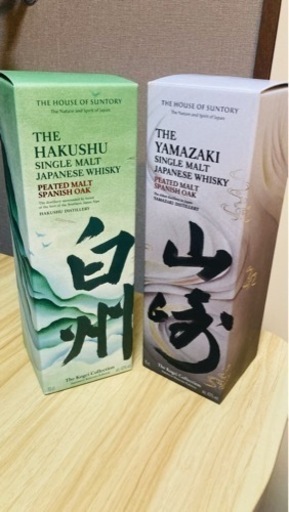 THE HOUSE OF SUNTORY
The Nature and Spirit of Japan
THE
HAKUSHU
SINGLE MALT
JAPANESE WHISKY
PEATED MALT
SPANISH OAK
HAKUSHU DISTILLERY
白州
The Kogei Collection
THE HOUSE OF SUNTORY
The Nature and Spirit of Japan
THE
YAMAZAKI
SINGLE MALT
JAPANESE WHISKY
PEATED MALT
SPANISH OAK
YAMAZAKI DISTILLERY
山崎
The Kogei Collection